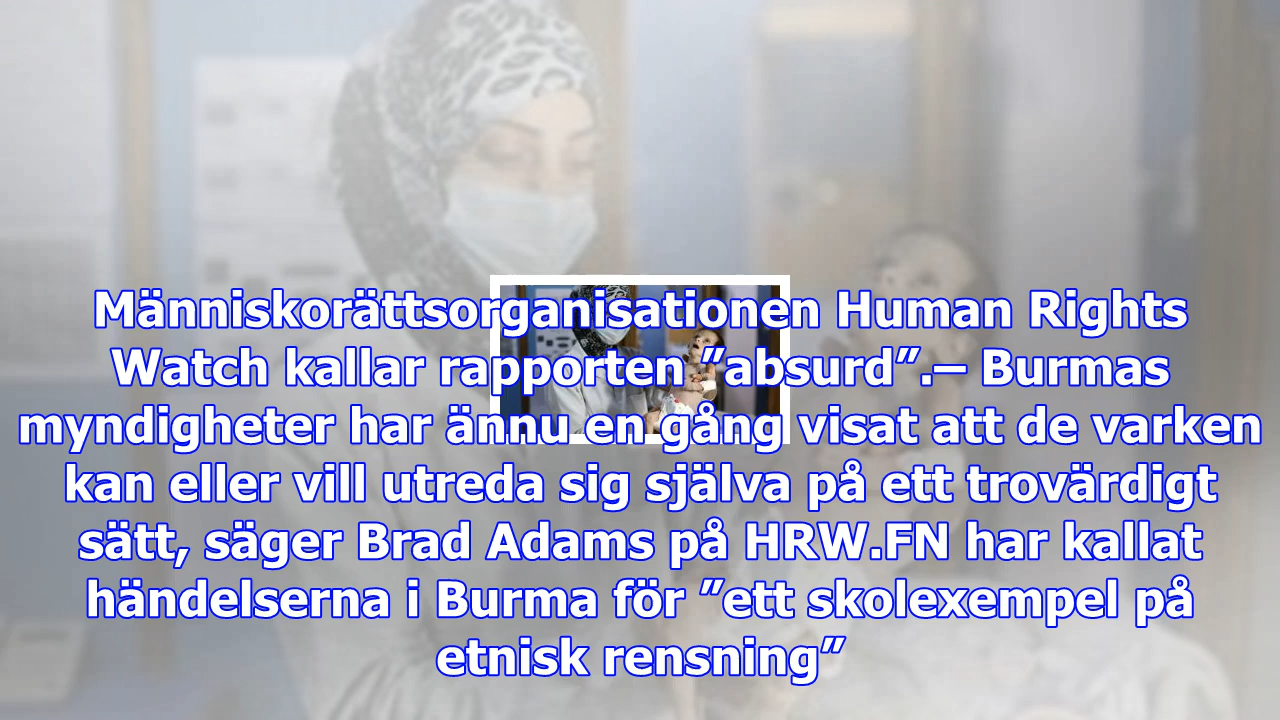 Människorättsorganisationen Human Rights
Watch kallar rapporten ”absurd”.– Burmas
myndigheter har ännu en gång visat att de varken
kan eller vill utreda sig själva på ett trovärdigt
sätt, säger Brad Adams på HRW.FN har kallat
händelserna i Burma för ”ett skolexempel på
etnisk rensning”